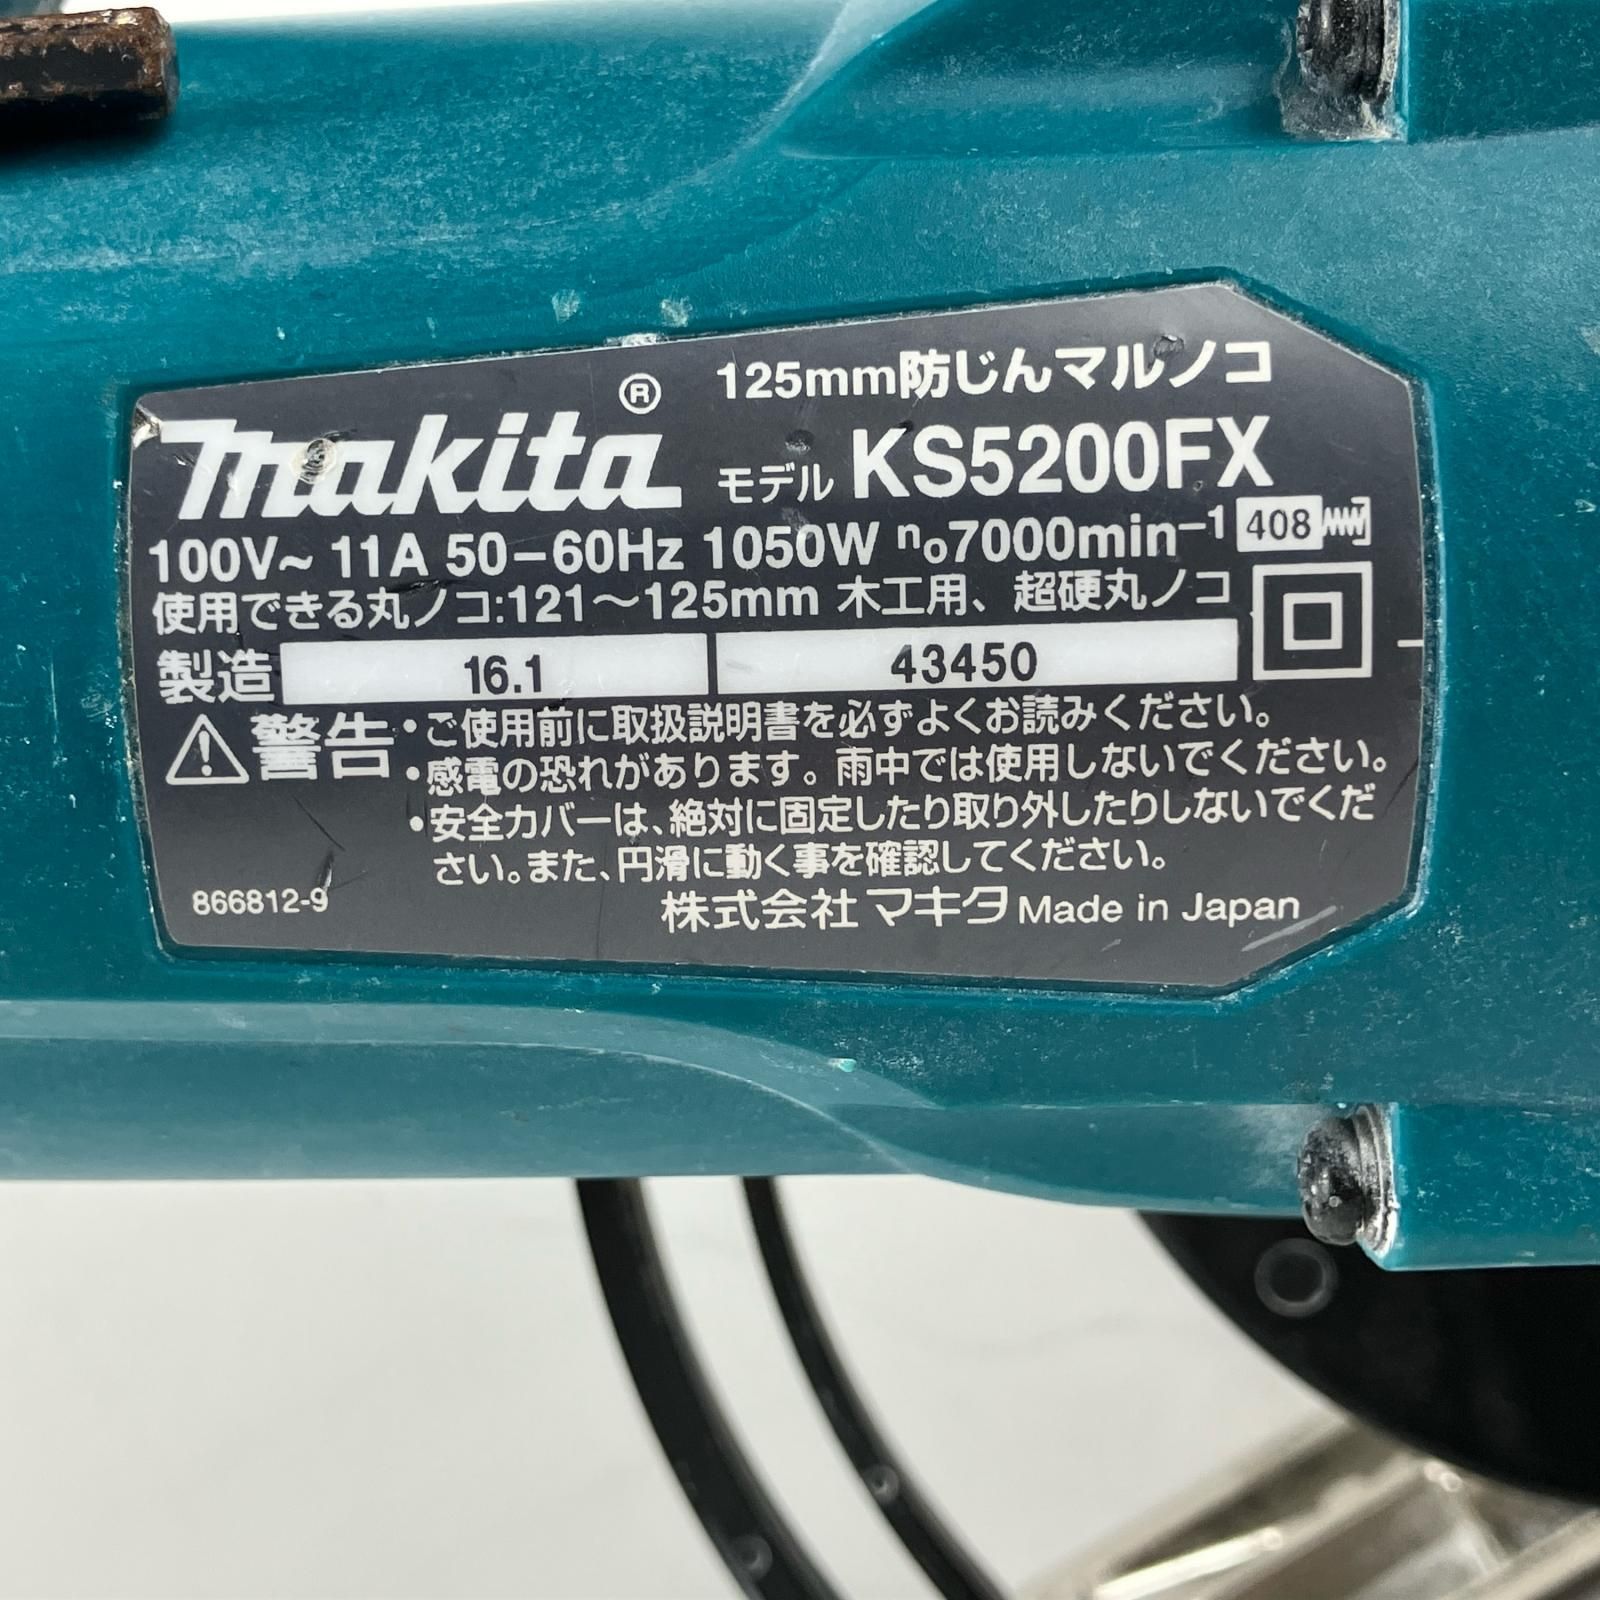 125mm防じんマルノコ
makita® モデル KS5200FX
100V~ 11A 50-60Hz 1050W n₀7000min⁻¹ 408
使用できる丸ノコ:121~125mm 木工用、超硬丸ノコ
製造 16.1 43450
警告 ・ご使用前に取扱説明書を必ずよくお読みください。
・感電の恐れがあります。雨中では使用しないでください。
・安全カバーは、絶対に固定したり取り外したりしないでくだ
さい。また、円滑に動く事を確認してください。
866812-9 株式会社マキタ Made in Japan